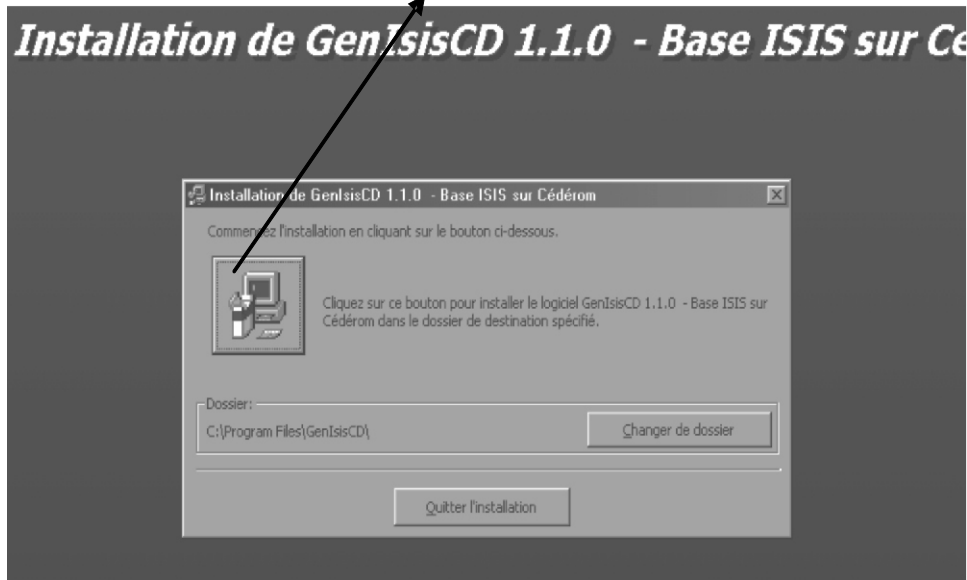 Installation de GenIsisCD 1.1.0 - Base ISIS sur Cé
Installation de GenIsisCD 1.1.0 - Base ISIS sur Cédérom
Commencez l'installation en cliquant sur le bouton ci-dessous.
Cliquez sur ce bouton pour installer le logiciel GenIsisCD 1.1.0 - Base ISIS sur
Cédérom dans le dossier de destination spécifié.
Dossier:
C:\Program Files\GenIsisCD\
Changer de dossier
Quitter l'installation